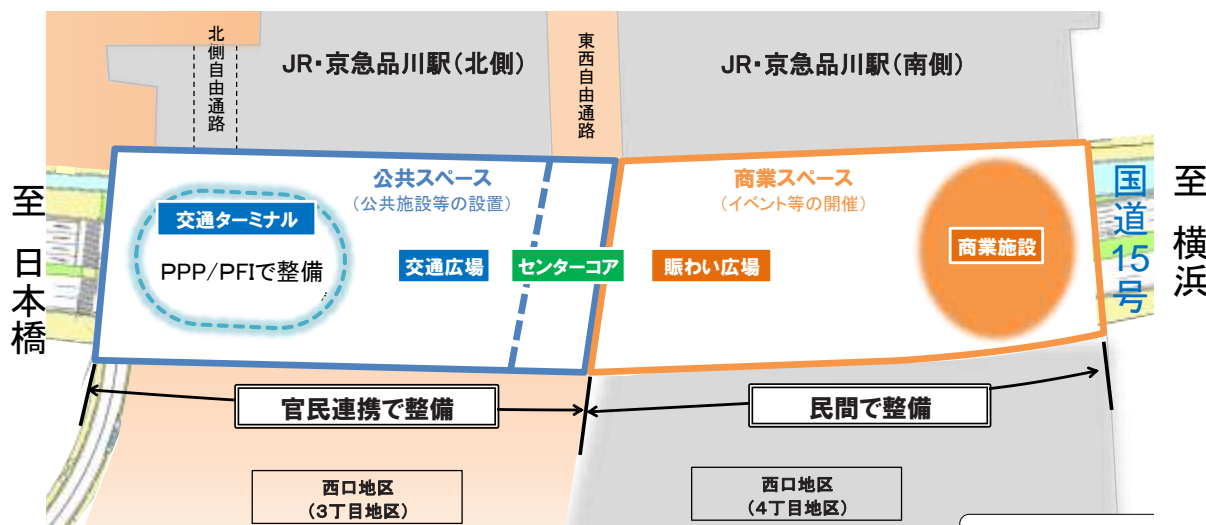 北側自由通路
JR・京急品川駅（北側）
東西自由通路
JR・京急品川駅（南側）
至 日本橋
公共スペース
（公共施設等の設置）
商業スペース
（イベント等の開催）
国道15号
至 横浜
交通ターミナル
PPP/PFIで整備
交通広場
センターコア
賑わい広場
商業施設
官民連携で整備
民間で整備
西口地区
（3丁目地区）
西口地区
（4丁目地区）